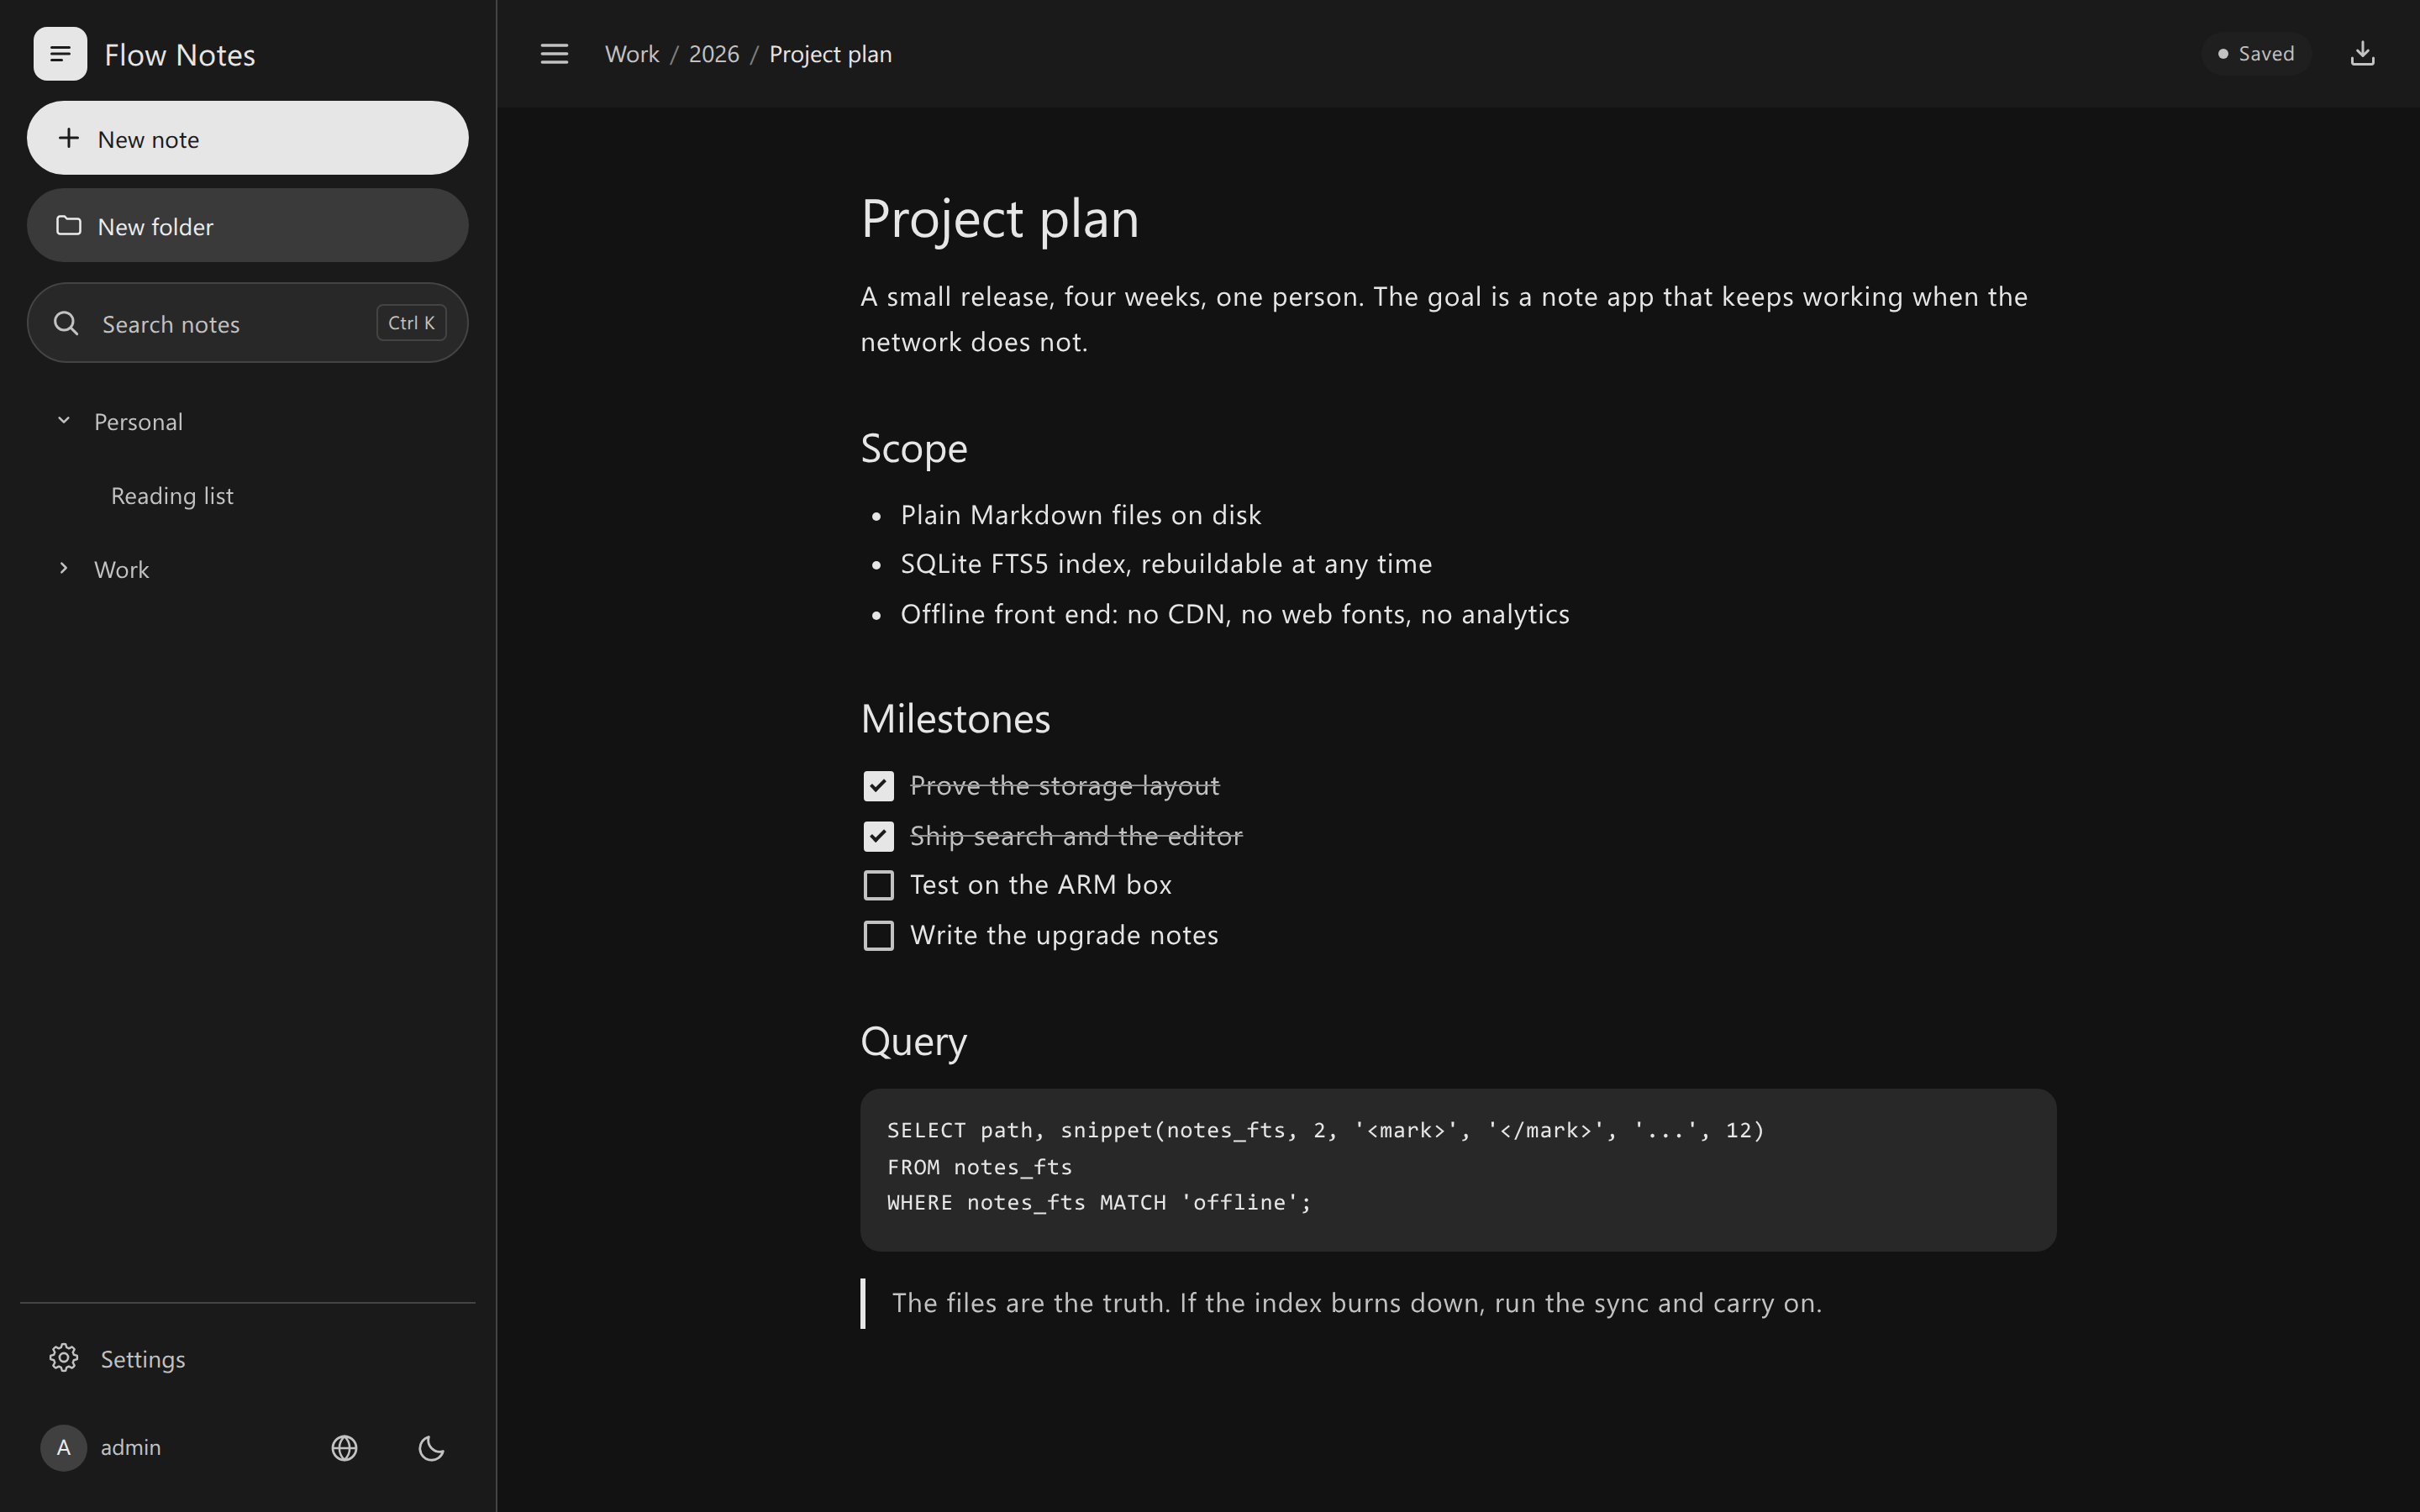 Flow Notes
New note
New folder
Search notes
Ctrl K
Personal
Reading list
Work
Settings
A
admin
Work / 2026 / Project plan
Saved
Project plan
A small release, four weeks, one person. The goal is a note app that keeps working when the
network does not.
Scope
Plain Markdown files on disk
SQLite FTS5 index, rebuildable at any time
Offline front end: no CDN, no web fonts, no analytics
Milestones
Prove the storage layout
Ship search and the editor
Test on the ARM box
Write the upgrade notes
Query
SELECT path, snippet(notes_fts, 2, '<mark>', '</mark>', '...', 12)
FROM notes_fts
WHERE notes_fts MATCH 'offline';
The files are the truth. If the index burns down, run the sync and carry on.